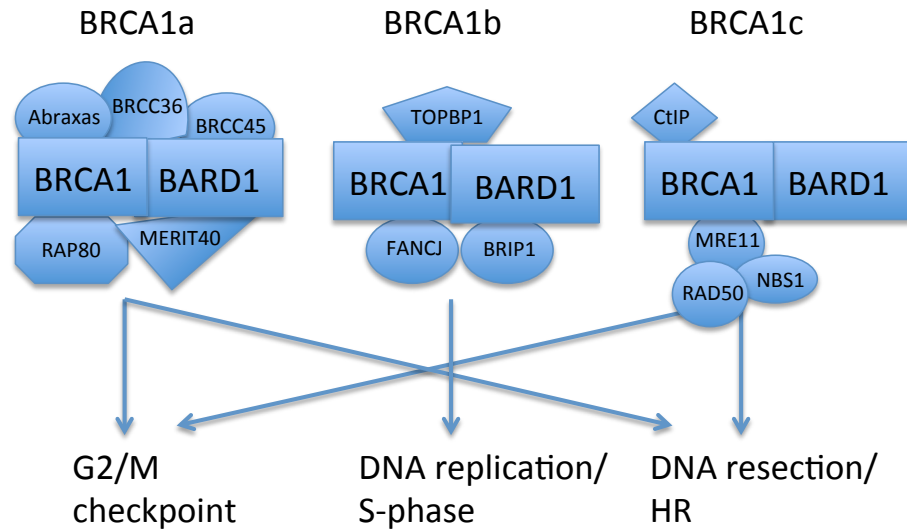 BRCA1a
BRCA1b
BRCA1c
Abraxas
BRCC36
BRCC45
BRCA1
BARD1
RAP80
MERIT40
TOPBP1
BRCA1
BARD1
FANCJ
BRIP1
CtIP
BRCA1
BARD1
MRE11
RAD50
NBS1
G2/M
checkpoint
DNA replication/
S-phase
DNA resection/
HR